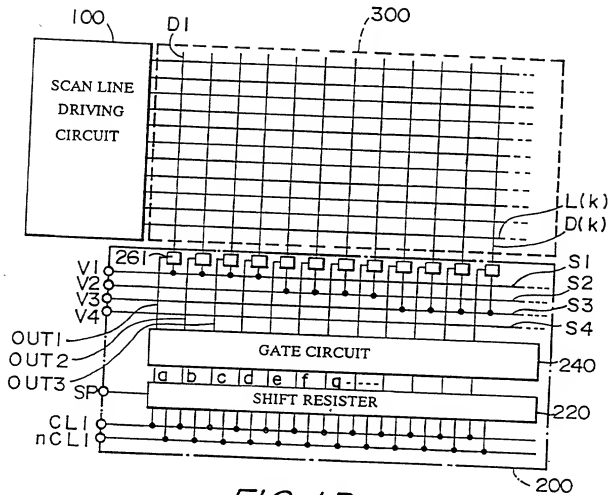 100
D1
300
SCAN LINE
DRIVING
CIRCUIT
L(k)
D(k)
261
S1
V1
S2
V2
V3
S3
V4
S4
OUT1
OUT2
OUT3
GATE CIRCUIT
240
a b c d e f g ----
SP
SHIFT RESISTER
220
CL1
nCL1
200